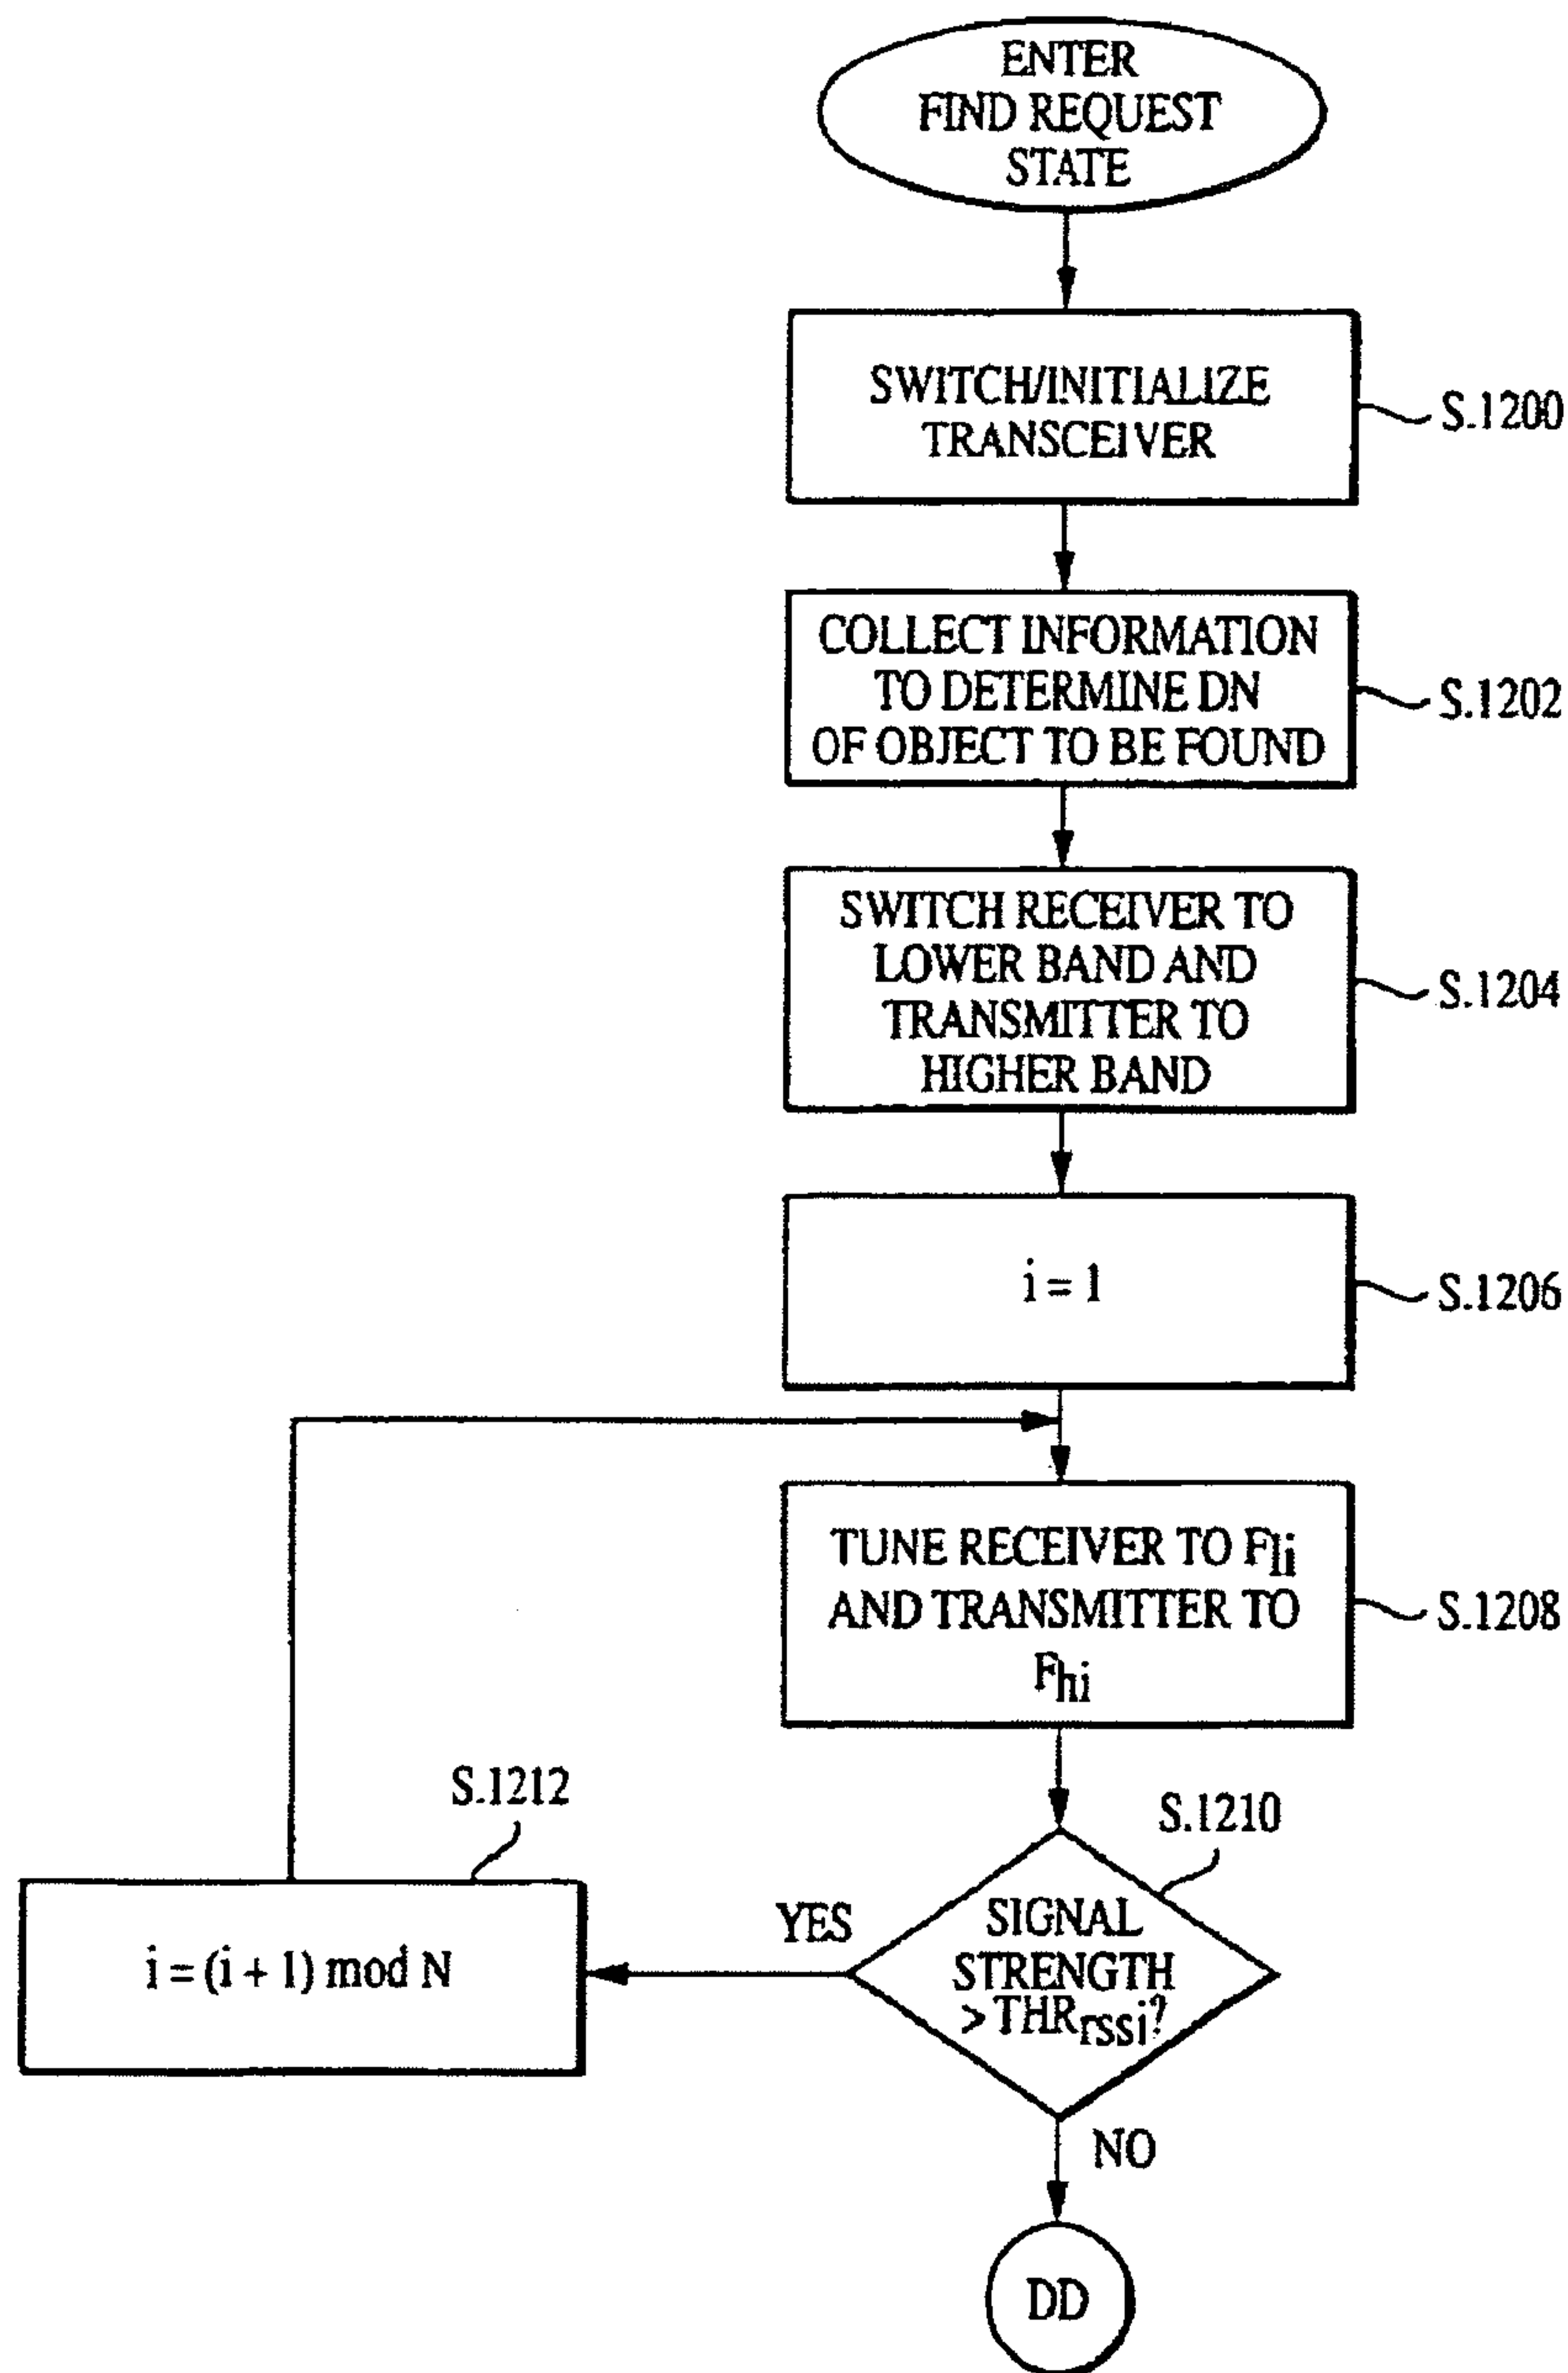 ENTER
FIND REQUEST
STATE
SWITCH/INITIALIZE
TRANSCEIVER
S.1200
COLLECT INFORMATION
TO DETERMINE DN
OF OBJECT TO BE FOUND
S.1202
SWITCH RECEIVER TO
LOWER BAND AND
TRANSMITTER TO
HIGHER BAND
S.1204
i = 1
S.1206
TUNE RECEIVER TO Fli
AND TRANSMITTER TO
Fhi
S.1208
S.1212
i = (i + 1) mod N
YES
S.1210
SIGNAL
STRENGTH
> THRrssi?
NO
DD